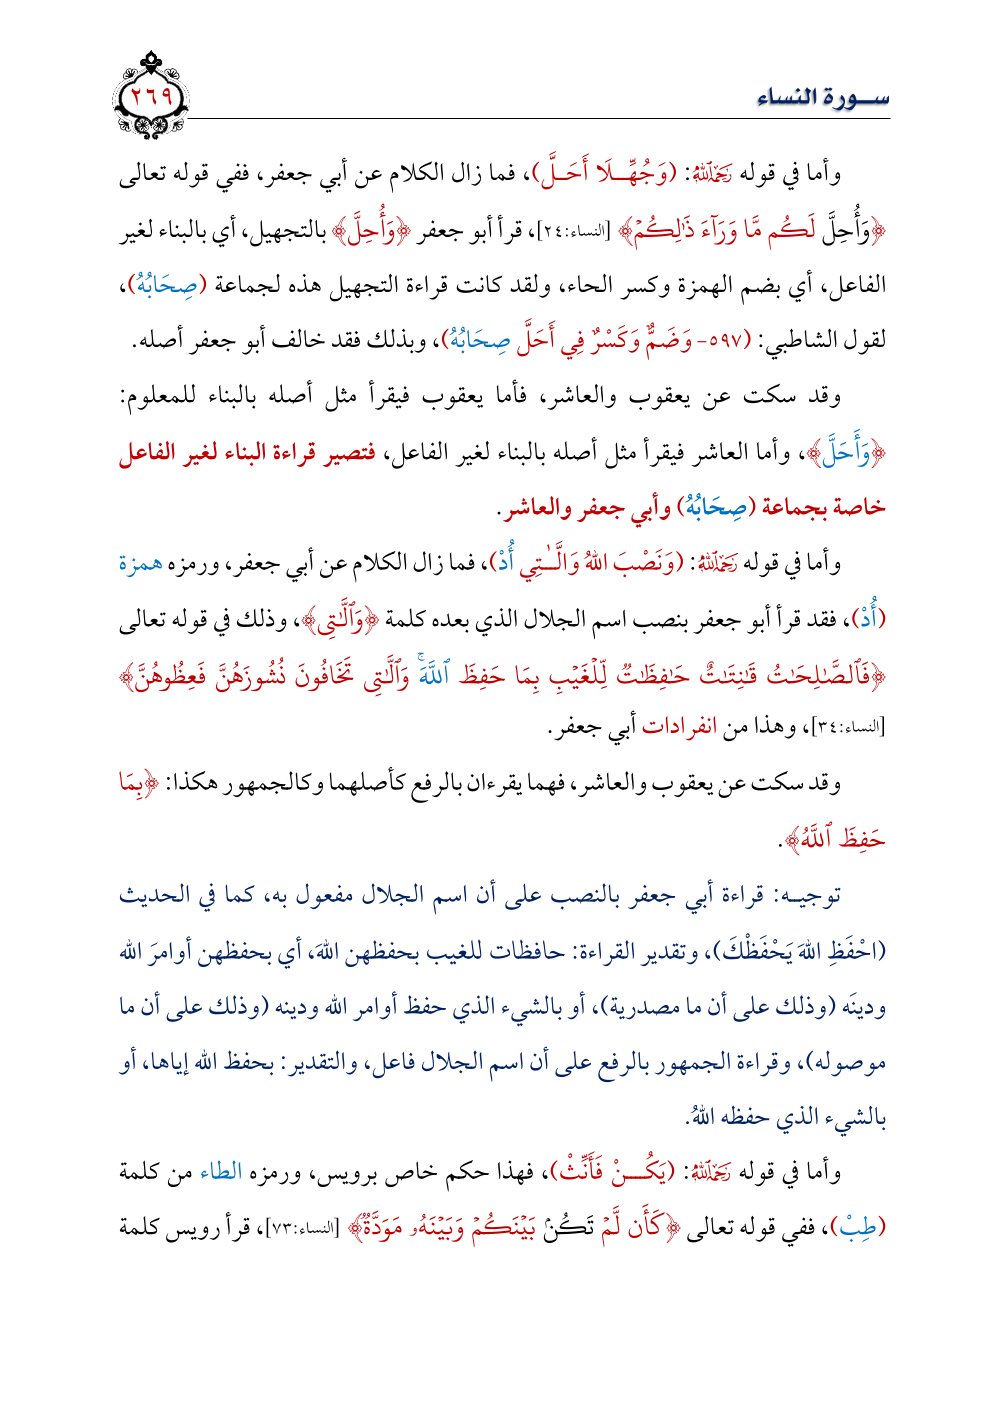 سـورة النساء
٢٦٩
وأما في قوله رَحِمَهُ ٱللَّهُ: (وَجُهِّـلَا أَحَـلَّ)، فما زال الكلام عن أبي جعفر، ففي قوله تعالى
﴿وَأُحِلَّ لَكُم مَّا وَرَآءَ ذَٰلِكُمْ﴾ [النساء:٢٤]، قرأ أبو جعفر ﴿وَأُحِلَّ﴾ بالتجهيل، أي بالبناء لغير
الفاعل، أي بضم الهمزة وكسر الحاء، ولقد كانت قراءة التجهيل هذه لجماعة (صِحَابُهُ)،
لقول الشاطبي: (٥٩٧- وَضَمٌّ وَكَسْرٌ فِي أَحَلَّ صِحَابُهُ)، وبذلك فقد خالف أبو جعفر أصله.
وقد سكت عن يعقوب والعاشر، فأما يعقوب فيقرأ مثل أصله بالبناء للمعلوم:
﴿وَأَحَلَّ﴾، وأما العاشر فيقرأ مثل أصله بالبناء لغير الفاعل، فتصير قراءة البناء لغير الفاعل
خاصة بجماعة (صِحَابُهُ) وأبي جعفر والعاشر.
وأما في قوله رَحِمَهُ ٱللَّهُ: (وَنَصْبَ اللهُ وَالَّـٰتِي أُدْ)، فما زال الكلام عن أبي جعفر، ورمزه همزة
(أُدْ)، فقد قرأ أبو جعفر بنصب اسم الجلال الذي بعده كلمة ﴿وَٱلَّـٰتِى﴾، وذلك في قوله تعالى
﴿فَٱلصَّـٰلِحَـٰتُ قَـٰنِتَـٰتٌ حَـٰفِظَـٰتٌ لِّلْغَيْبِ بِمَا حَفِظَ ٱللَّهَ ۚ وَٱلَّـٰتِى تَخَافُونَ نُشُوزَهُنَّ فَعِظُوهُنَّ﴾
[النساء:٣٤]، وهذا من انفرادات أبي جعفر.
وقد سكت عن يعقوب والعاشر، فهما يقرءان بالرفع كأصلهما وكالجمهور هكذا: ﴿بِمَا
حَفِظَ ٱللَّهُ﴾.
توجيـه: قراءة أبي جعفر بالنصب على أن اسم الجلال مفعول به، كما في الحديث
(احْفَظِ اللهَ يَحْفَظْكَ)، وتقدير القراءة: حافظات للغيب بحفظهن اللهَ، أي بحفظهن أوامرَ الله
ودينَه (وذلك على أن ما مصدرية)، أو بالشيء الذي حفظ أوامر الله ودينه (وذلك على أن ما
موصوله)، وقراءة الجمهور بالرفع على أن اسم الجلال فاعل، والتقدير: بحفظ الله إياها، أو
بالشيء الذي حفظه اللهُ.
وأما في قوله رَحِمَهُ ٱللَّهُ: (يَكُـــنْ فَأَنِّثْ)، فهذا حكم خاص برويس، ورمزه الطاء من كلمة
(طِبْ)، ففي قوله تعالى ﴿كَأَن لَّمْ تَكُنۢ بَيْنَكُمْ وَبَيْنَهُۥ مَوَدَّةٌ﴾ [النساء:٧٣]، قرأ رويس كلمة